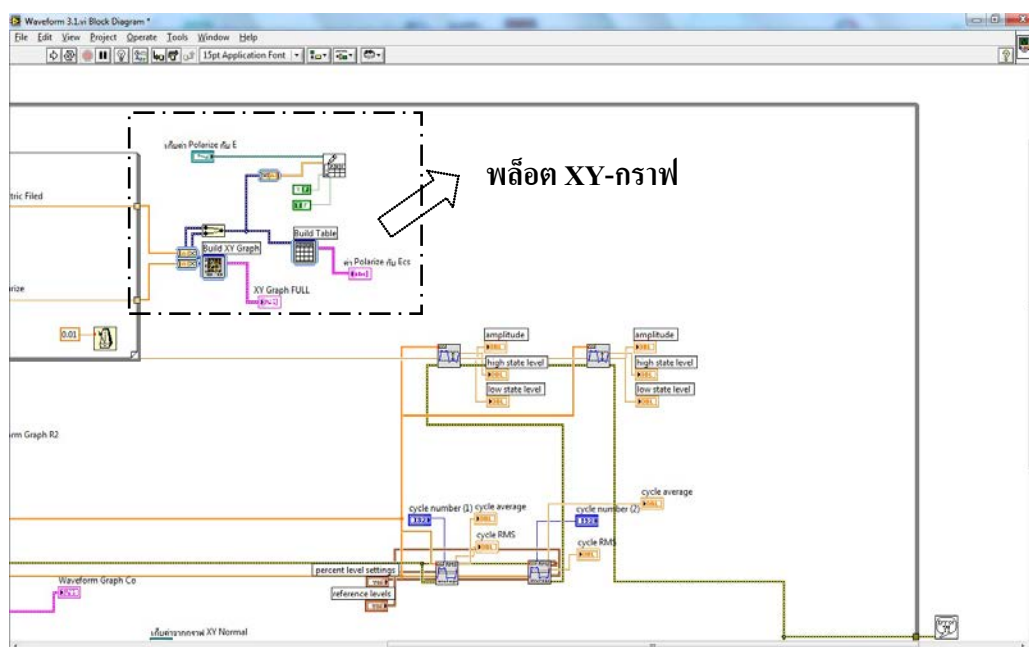 Waveform 3.1.vi Block Diagram *
File Edit View Project Operate Tools Window Help
15pt Application Font
เก็บค่า Polarize กับ E
พล็อต XY-กราฟ
tric Filed
Build XY Graph
Build Table
ค่า Polarize กับ Ecs
XY Graph FULL
rize
0.01
amplitude
amplitude
high state level
high state level
low state level
low state level
rm Graph R2
cycle average
cycle number (1)
cycle average
cycle number (2)
cycle RMS
cycle RMS
percent level settings
reference levels
Waveform Graph Co
เก็บค่าจากกราฟ XY Normal